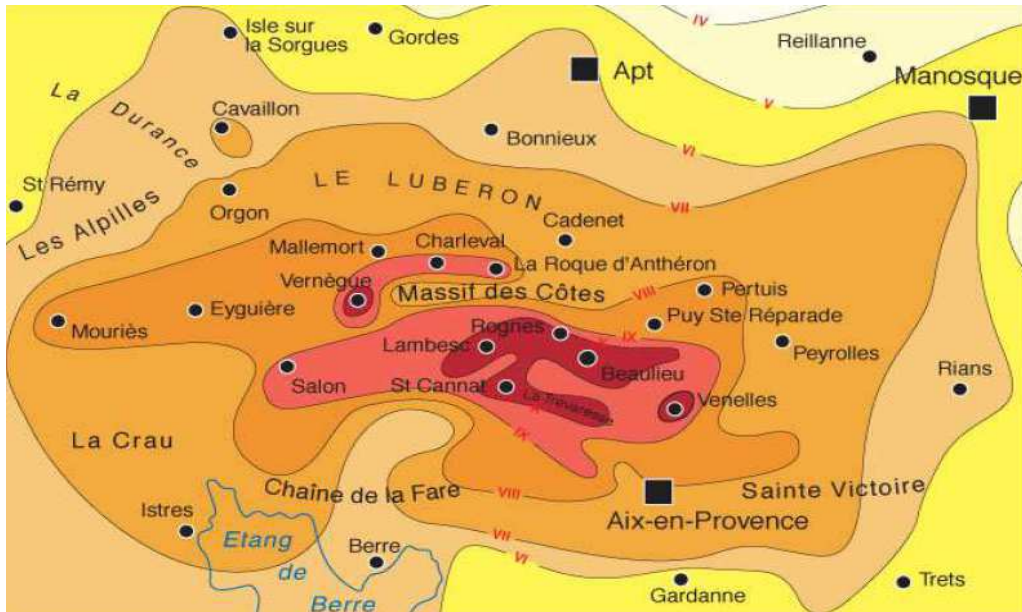 IV
Isle sur
la Sorgues
Gordes
Reillanne
Apt
Manosque
V
La Durance
Cavaillon
Bonnieux
VI
St Rémy
LE LUBERON
VII
Orgon
Les Alpilles
Cadenet
Mallemort
Charleval
La Roque d'Anthéron
Vernègue
Massif des Côtes
VIII
Pertuis
Eyguière
Mouriès
Rognes
X
IX
Puy Ste Réparade
Lambesc
Peyrolles
Salon
St Cannat
Beaulieu
Rians
La Trévaresse
Venelles
X
IX
La Crau
Chaîne de la Fare
VIII
Sainte Victoire
Istres
Aix-en-Provence
Etang
de
Berre
VII
Berre
VI
Gardanne
Trets